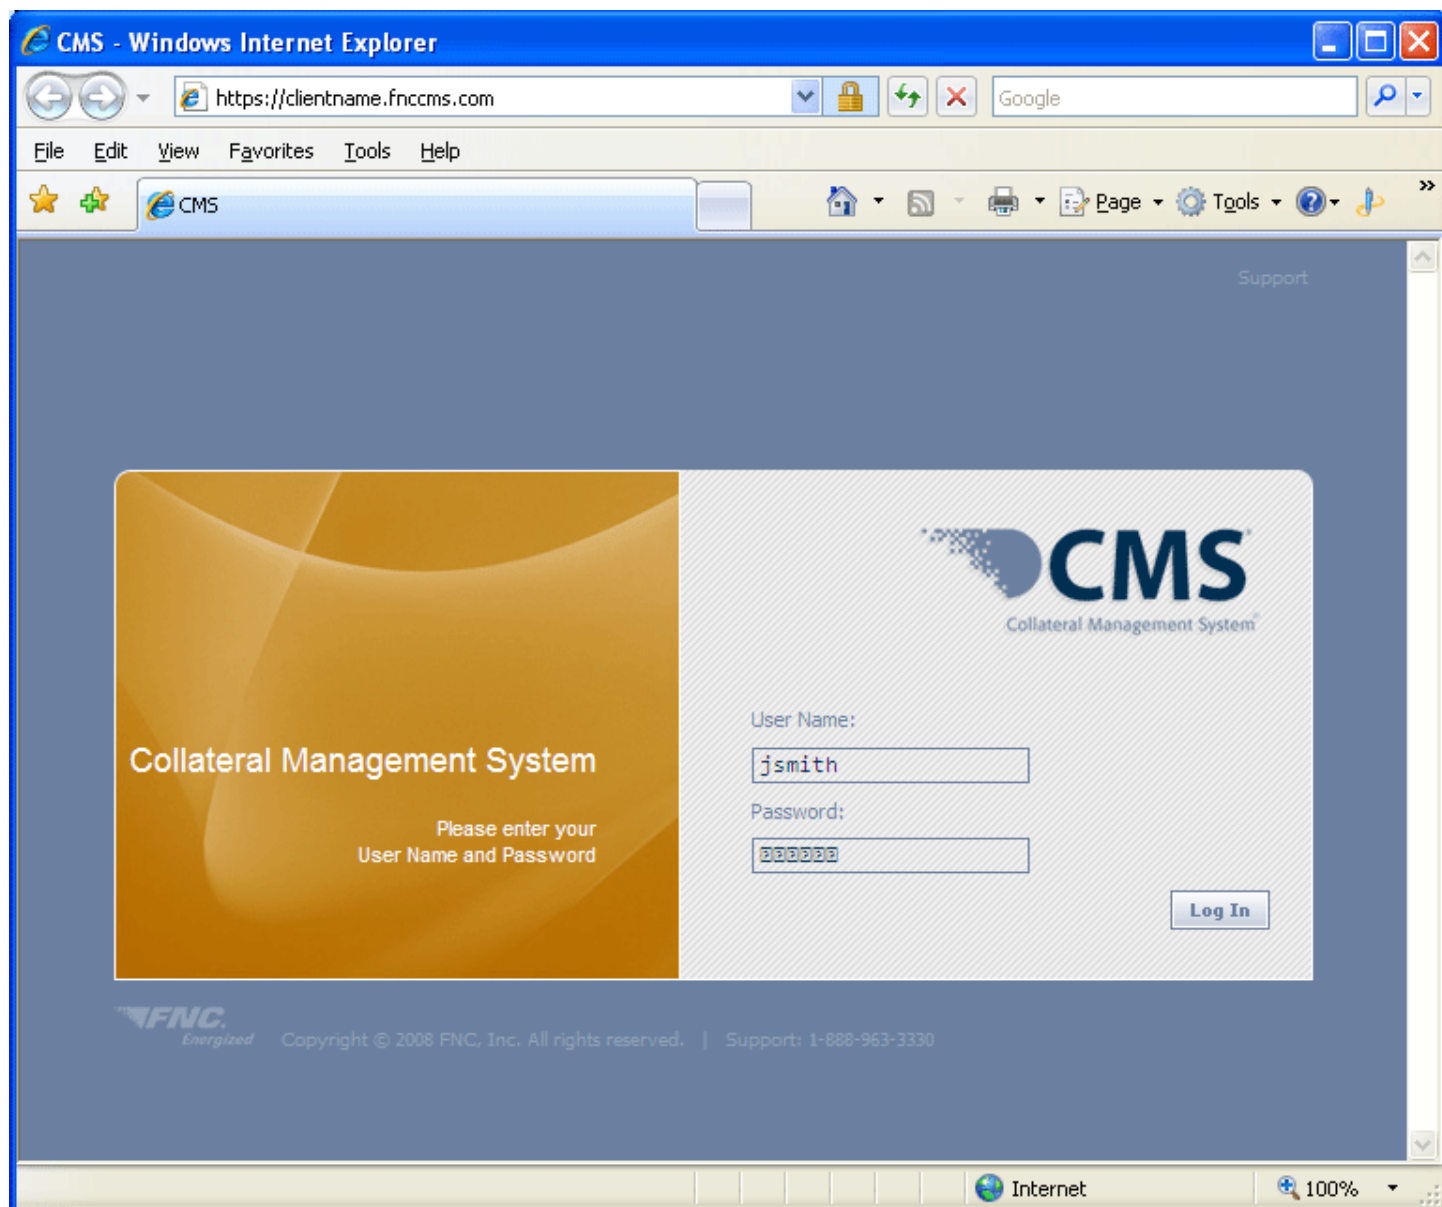 CMS - Windows Internet Explorer
https://clientname.fnccms.com
Google
File Edit View Favorites Tools Help
CMS
Page Tools
Support
CMS
Collateral Management System
Collateral Management System
Please enter your
User Name and Password
User Name:
jsmith
Password:
Log In
FNC.
Energized
Copyright © 2008 FNC, Inc. All rights reserved. | Support: 1-888-963-3330
Internet
100%